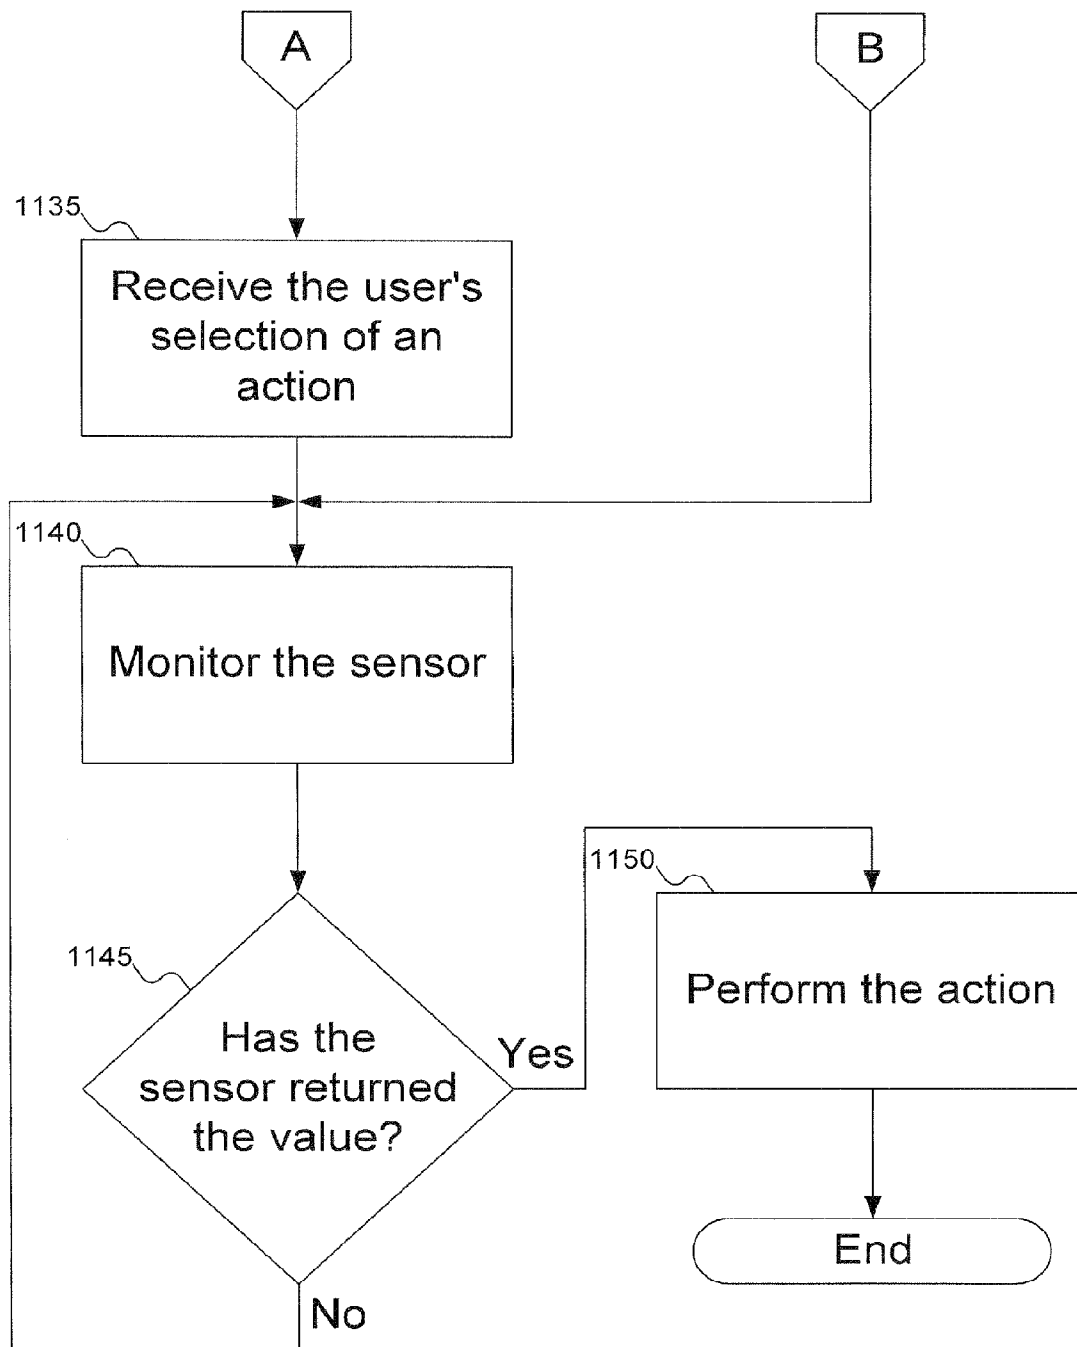 A
B
1135
Receive the user's
selection of an
action
1140
Monitor the sensor
1145
Has the
sensor returned
the value?
Yes
No
1150
Perform the action
End